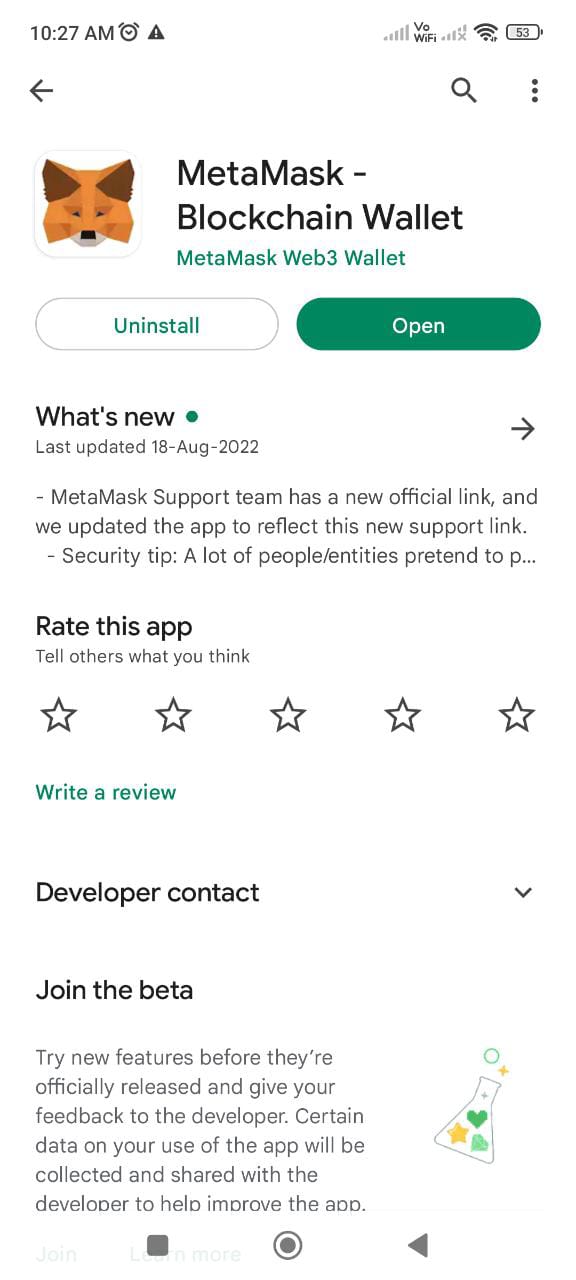 10:27 AM
Vo
WiFi
53
MetaMask -
Blockchain Wallet
MetaMask Web3 Wallet
Uninstall
Open
What's new
Last updated 18-Aug-2022
- MetaMask Support team has a new official link, and
we updated the app to reflect this new support link.
- Security tip: A lot of people/entities pretend to p...
Rate this app
Tell others what you think
Write a review
Developer contact
Join the beta
Try new features before they’re
officially released and give your
feedback to the developer. Certain
data on your use of the app will be
collected and shared with the
developer to help improve the app.
Join
Learn more